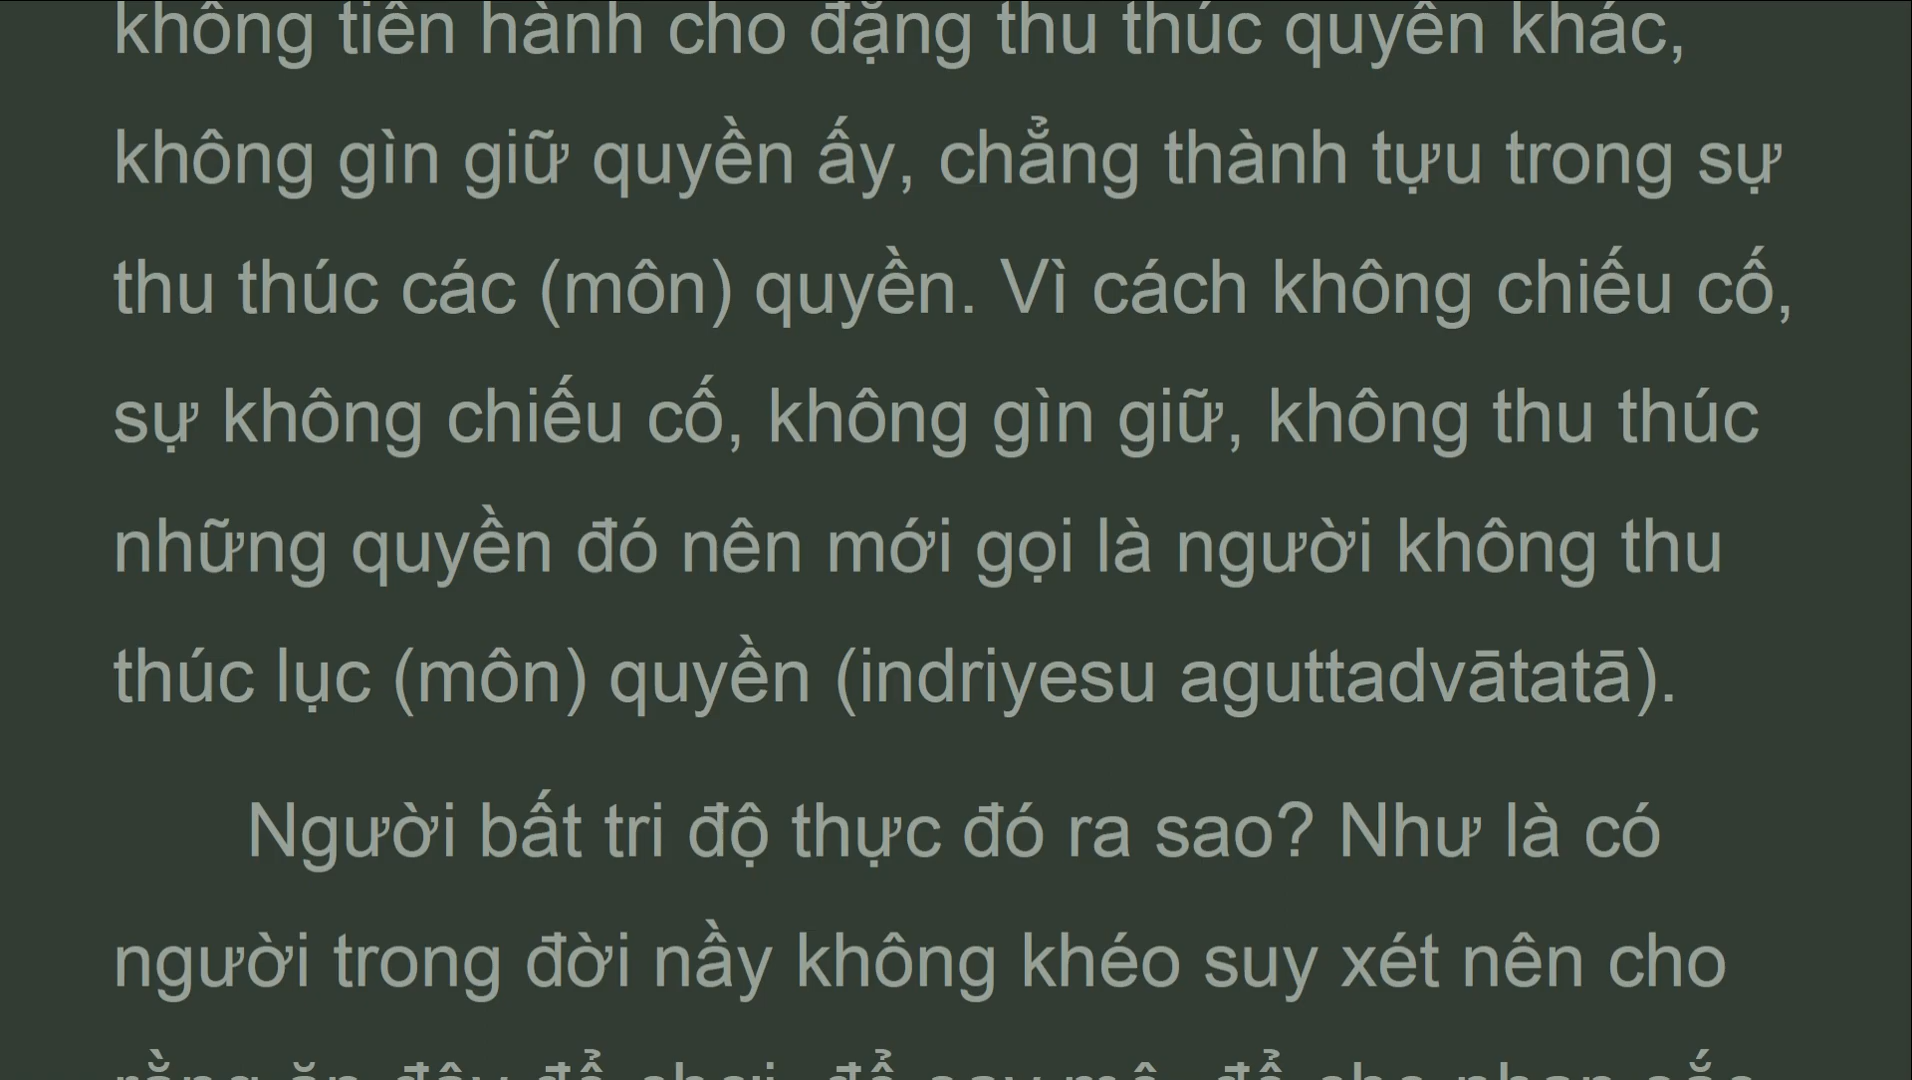 không tiến hành cho đặng thu thúc quyền khác,
không gìn giữ quyền ấy, chẳng thành tựu trong sự
thu thúc các (môn) quyền. Vì cách không chiếu cố,
sự không chiếu cố, không gìn giữ, không thu thúc
những quyền đó nên mới gọi là người không thu
thúc lục (môn) quyền (indriyesu aguttadvātatā).
Người bất tri độ thực đó ra sao? Như là có
người trong đời nầy không khéo suy xét nên cho